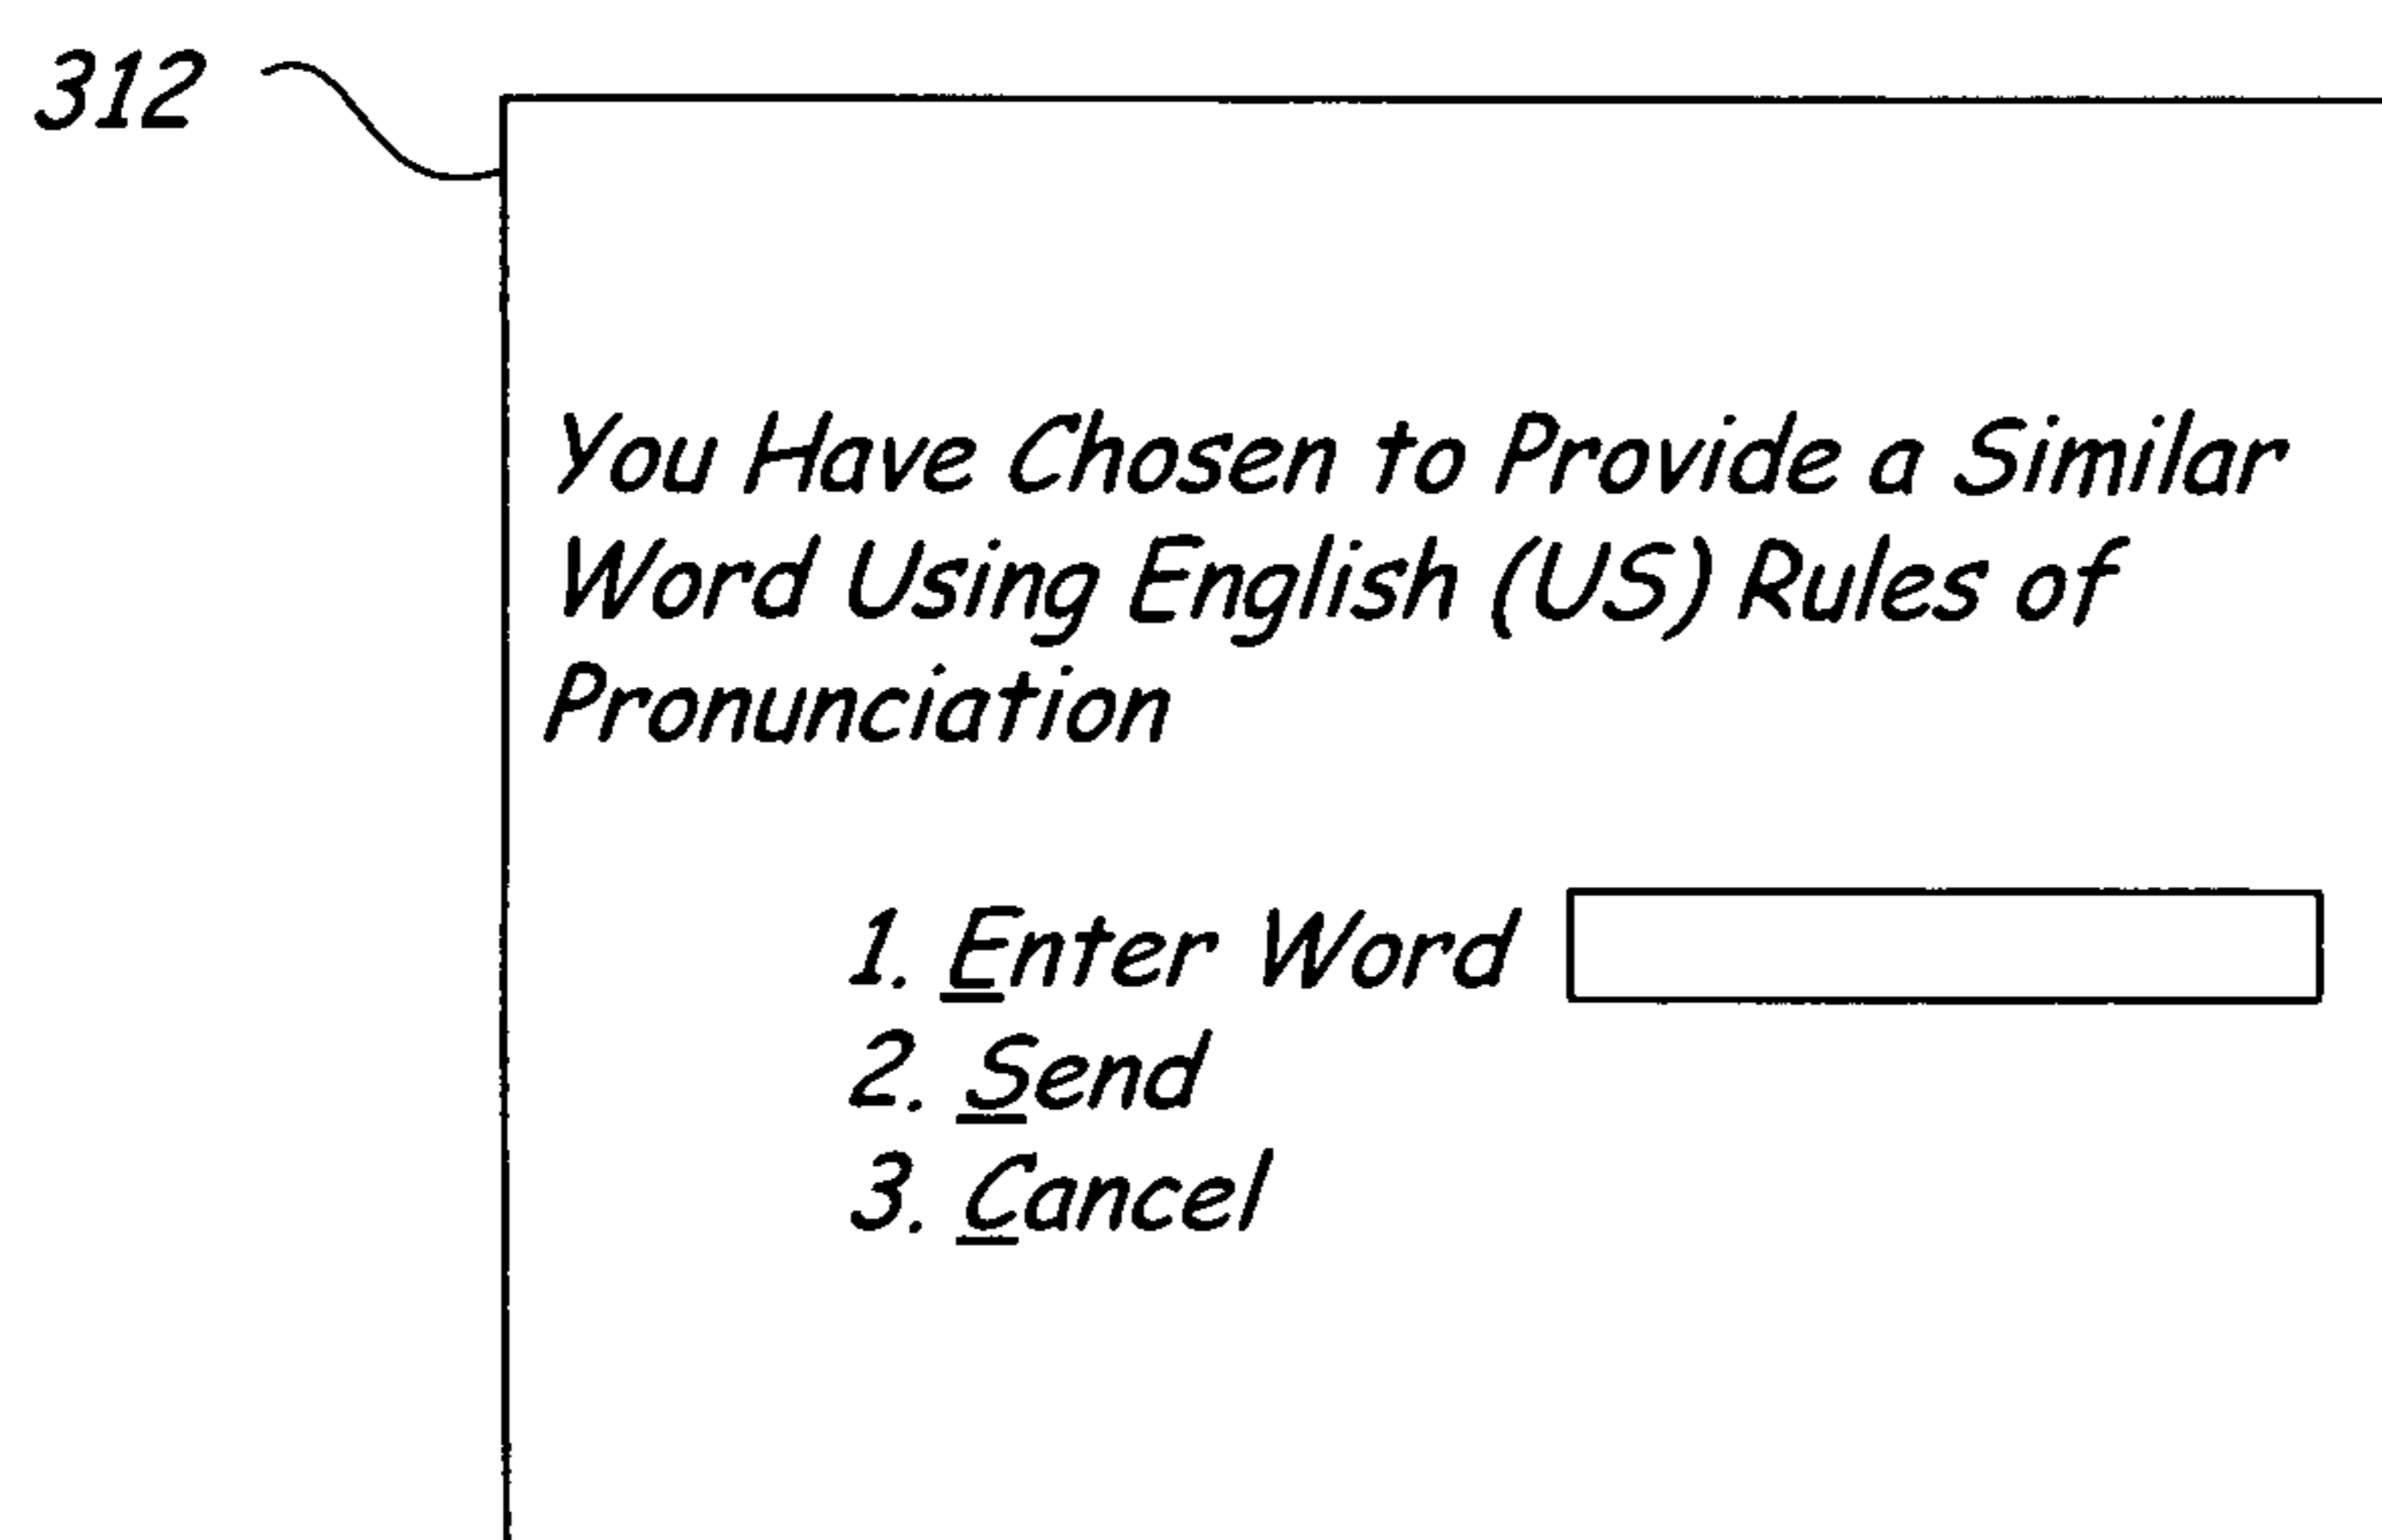 312
You Have Chosen to Provide a Similar
Word Using English (US) Rules of
Pronunciation
1. Enter Word
2. Send
3. Cancel